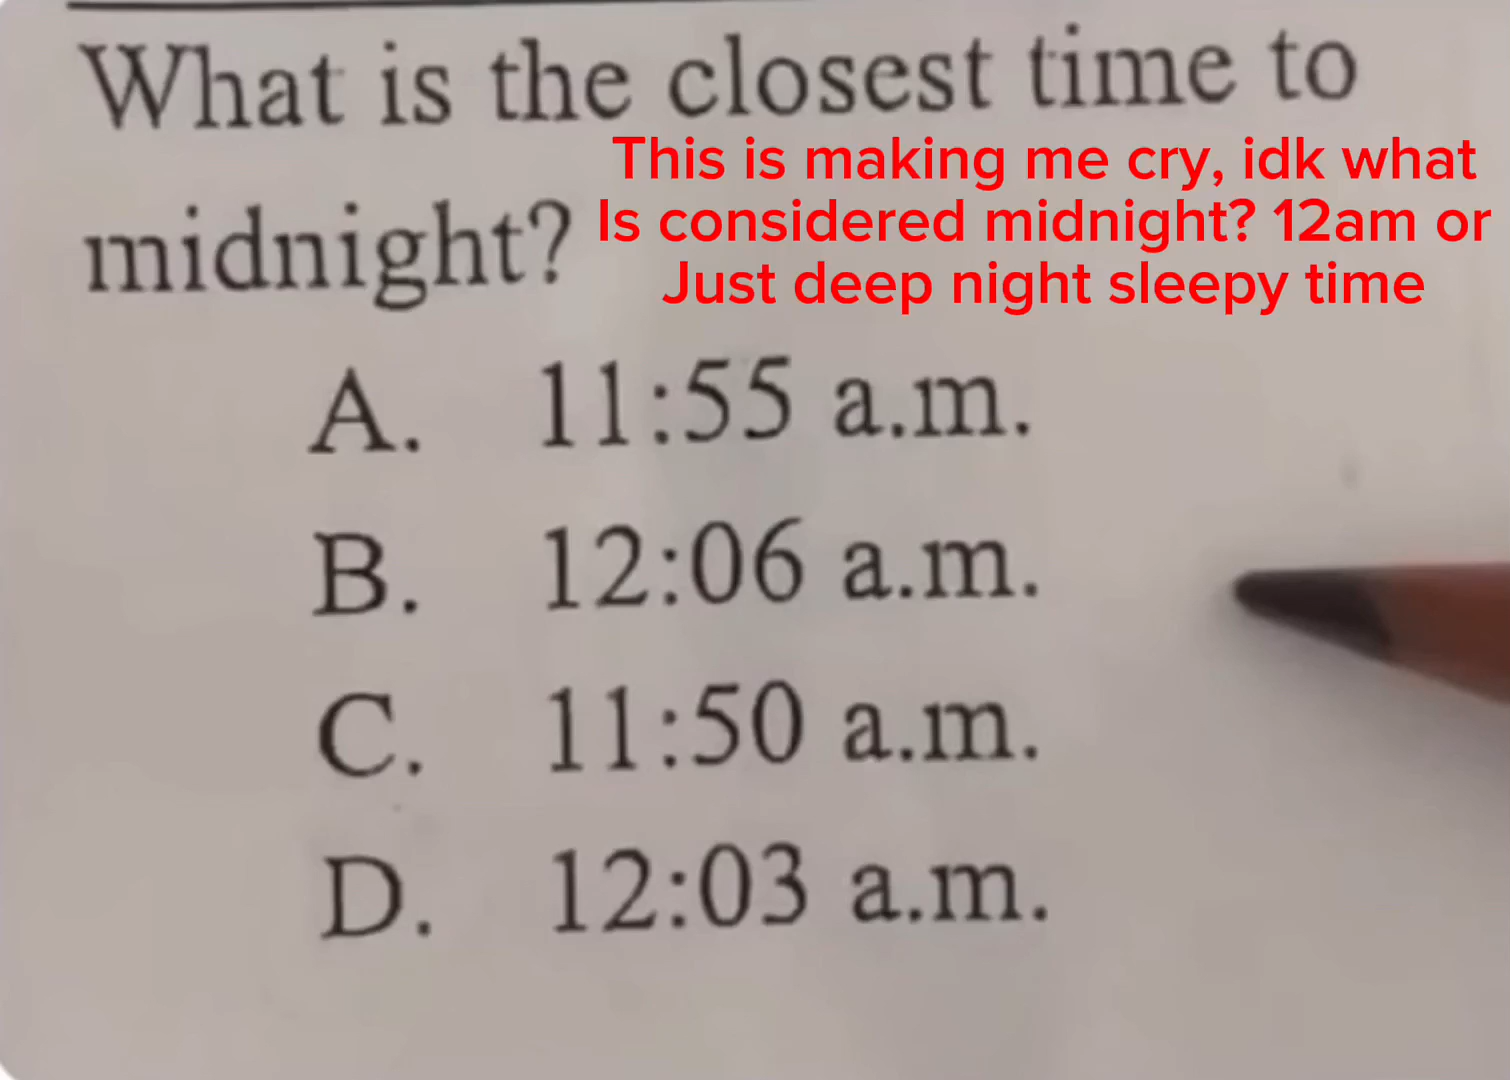 What is the closest time to
midnight?
This is making me cry, idk what
Is considered midnight? 12am or
Just deep night sleepy time
A. 11:55 a.m.
B. 12:06 a.m.
C. 11:50 a.m.
D. 12:03 a.m.